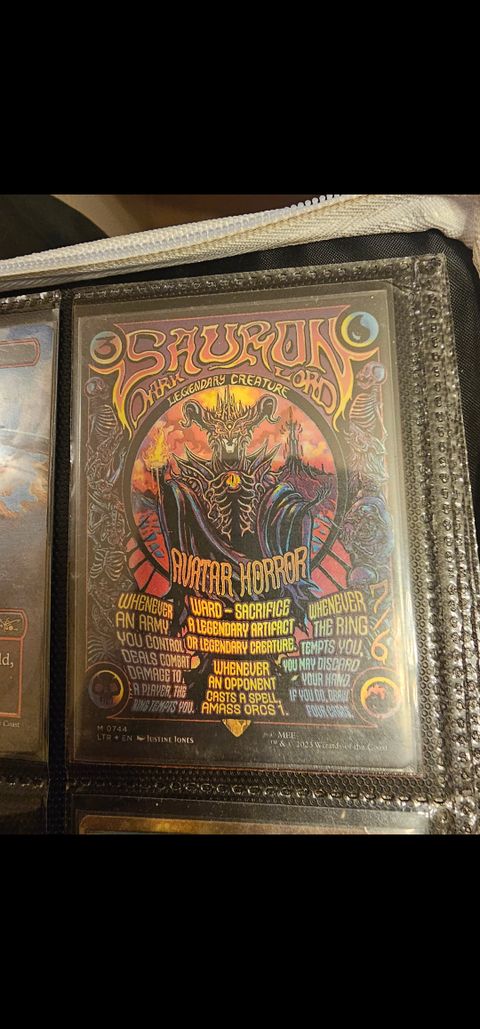 3
SAURON
DARK LORD
LEGENDARY CREATURE
AVATAR HORROR
WHENEVER
AN ARMY
YOU CONTROL
DEALS COMBAT
DAMAGE TO
A PLAYER, THE
RING TEMPTS YOU.
WARD – SACRIFICE
A LEGENDARY ARTIFACT
OR LEGENDARY CREATURE.
WHENEVER
AN OPPONENT
CASTS A SPELL,
AMASS ORCS 1.
WHENEVER
THE RING
TEMPTS YOU,
YOU MAY DISCARD
YOUR HAND.
IF YOU DO, DRAW
FOUR CARDS.
7/6
M 0744
LTR • EN JUSTINE JONES
™ & © 2023 Wizards of the Coast